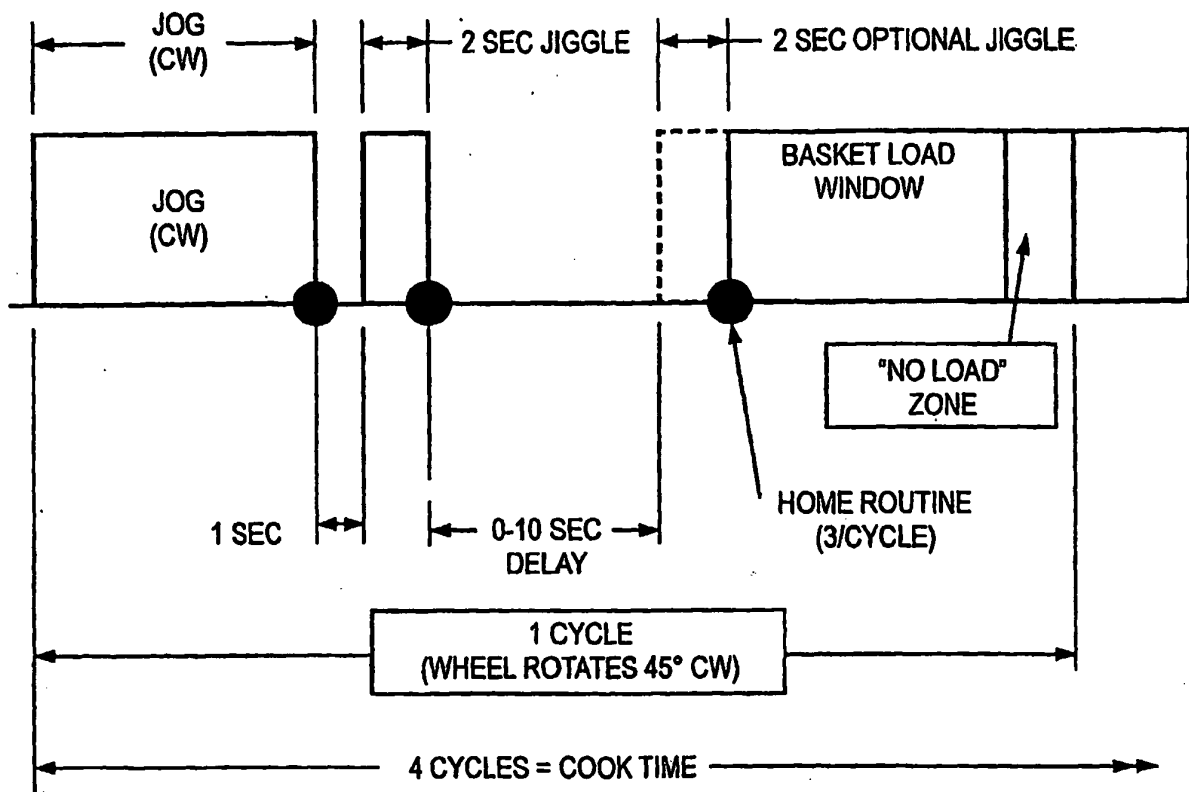 JOG
(CW)
2 SEC JIGGLE
2 SEC OPTIONAL JIGGLE
JOG
(CW)
BASKET LOAD
WINDOW
"NO LOAD"
ZONE
1 SEC
0-10 SEC
DELAY
HOME ROUTINE
(3/CYCLE)
1 CYCLE
(WHEEL ROTATES 45° CW)
4 CYCLES = COOK TIME